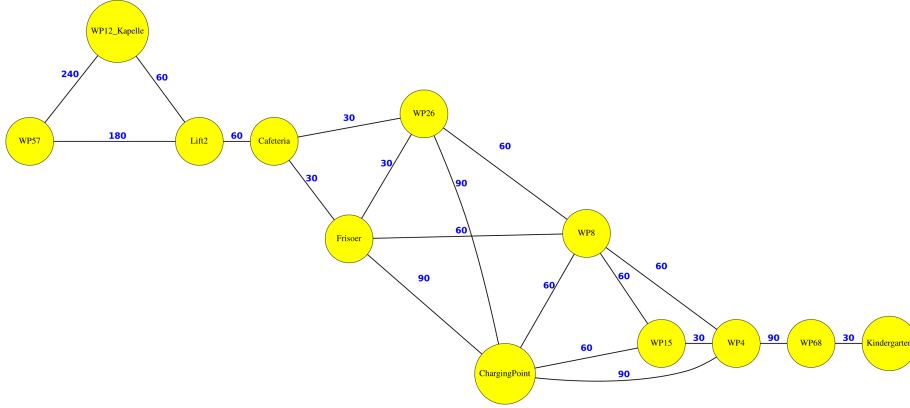 WP12_Kapelle
240
60
WP57
180
Lift2
60
Cafeteria
30
WP26
30
30
60
90
Frisoer
60
WP8
90
60
60
60
ChargingPoint
60
WP15
30
WP4
90
WP68
30
Kindergarten
90